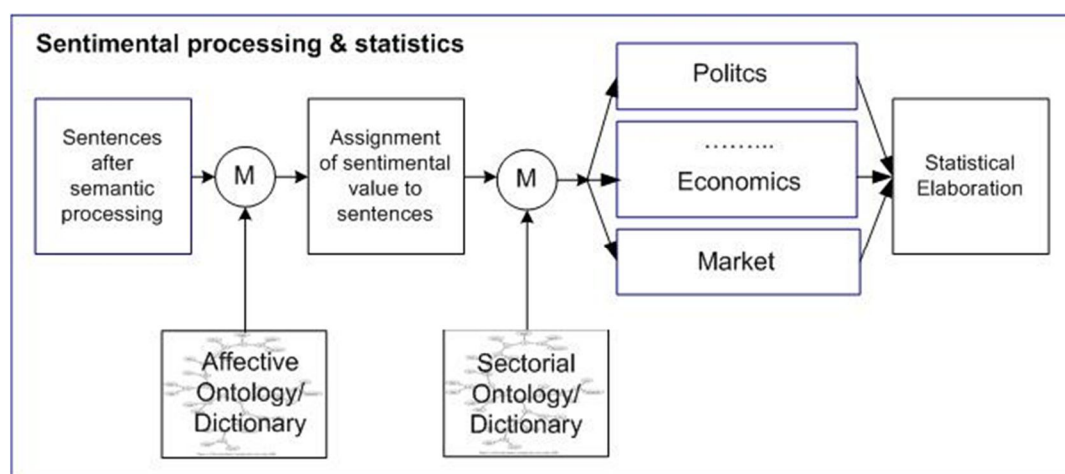 Sentimental processing & statistics
Sentences
after
semantic
processing
M
Assignment
of sentimental
value to
sentences
M
Politcs
.........
Economics
Market
Statistical
Elaboration
Affective
Ontology/
Dictionary
Sectorial
Ontology/
Dictionary